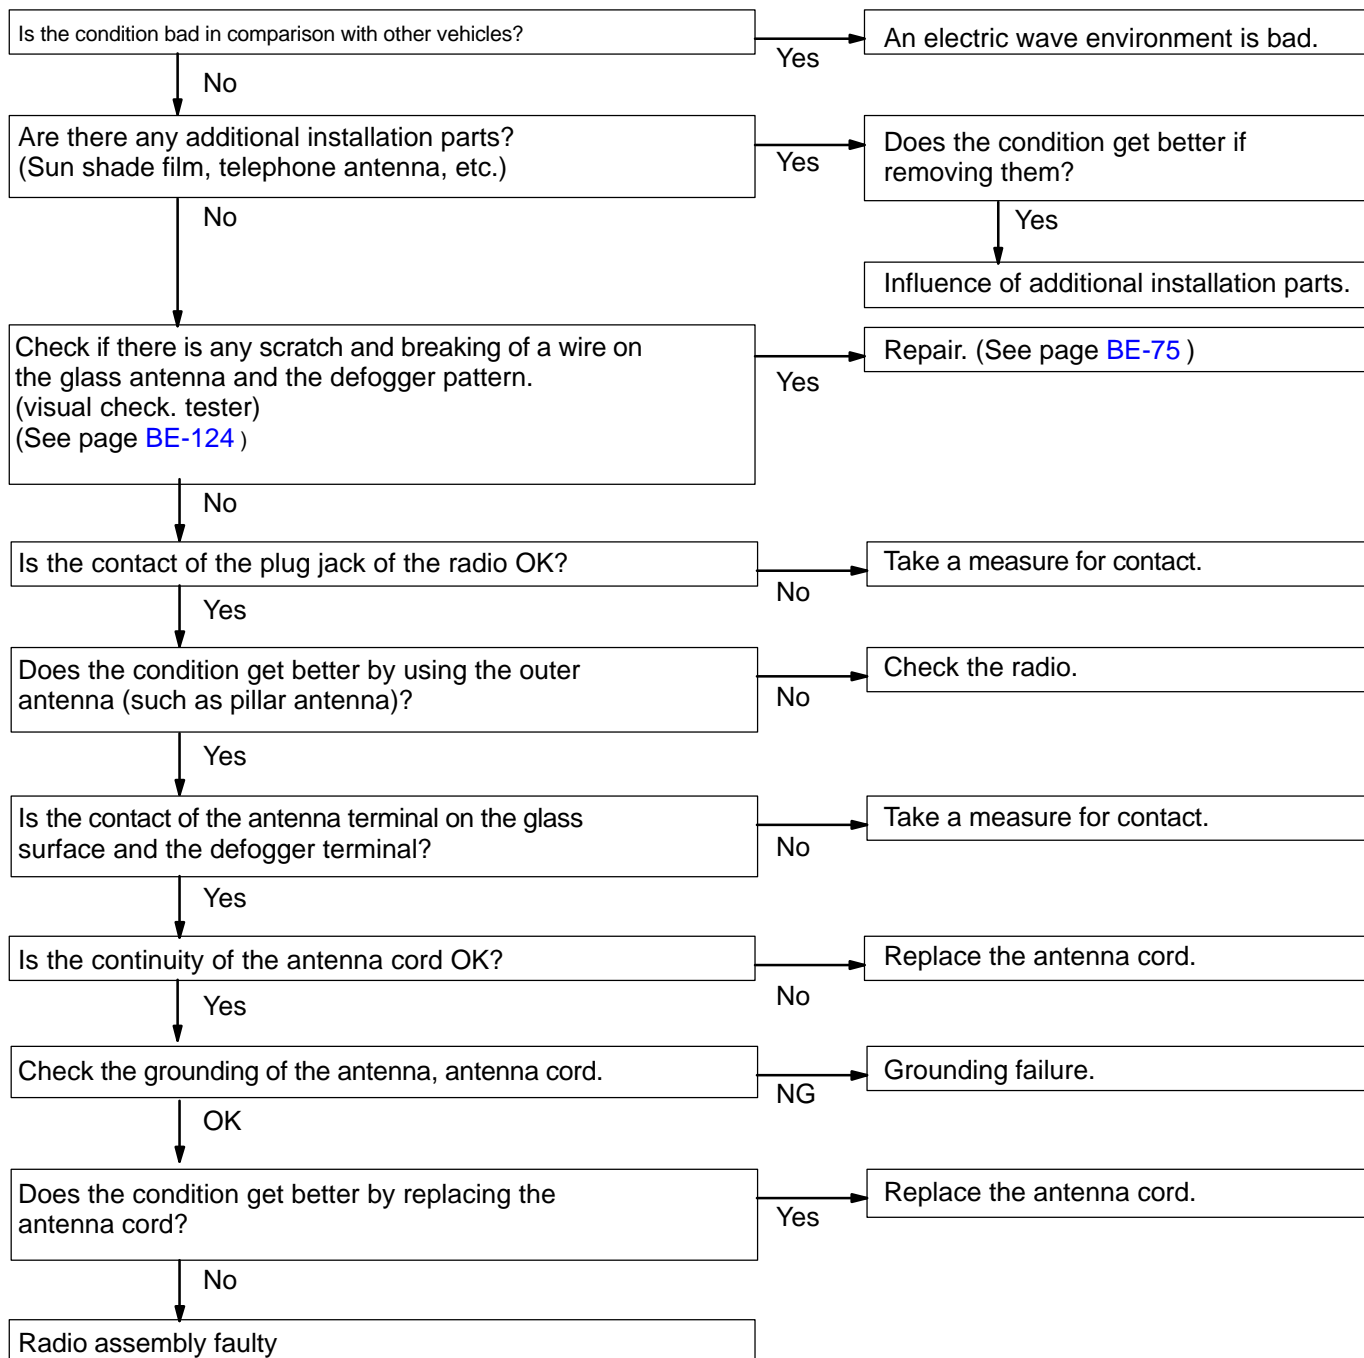 Is the condition bad in comparison with other vehicles?
Yes
An electric wave environment is bad.
No
Are there any additional installation parts?
(Sun shade film, telephone antenna, etc.)
Yes
Does the condition get better if
removing them?
No
Yes
Influence of additional installation parts.
Check if there is any scratch and breaking of a wire on
the glass antenna and the defogger pattern.
(visual check. tester)
(See page BE-124 )
Yes
Repair. (See page BE-75 )
No
Is the contact of the plug jack of the radio OK?
No
Take a measure for contact.
Yes
Does the condition get better by using the outer
antenna (such as pillar antenna)?
No
Check the radio.
Yes
Is the contact of the antenna terminal on the glass
surface and the defogger terminal?
No
Take a measure for contact.
Yes
Is the continuity of the antenna cord OK?
No
Replace the antenna cord.
Yes
Check the grounding of the antenna, antenna cord.
NG
Grounding failure.
OK
Does the condition get better by replacing the
antenna cord?
Yes
Replace the antenna cord.
No
Radio assembly faulty